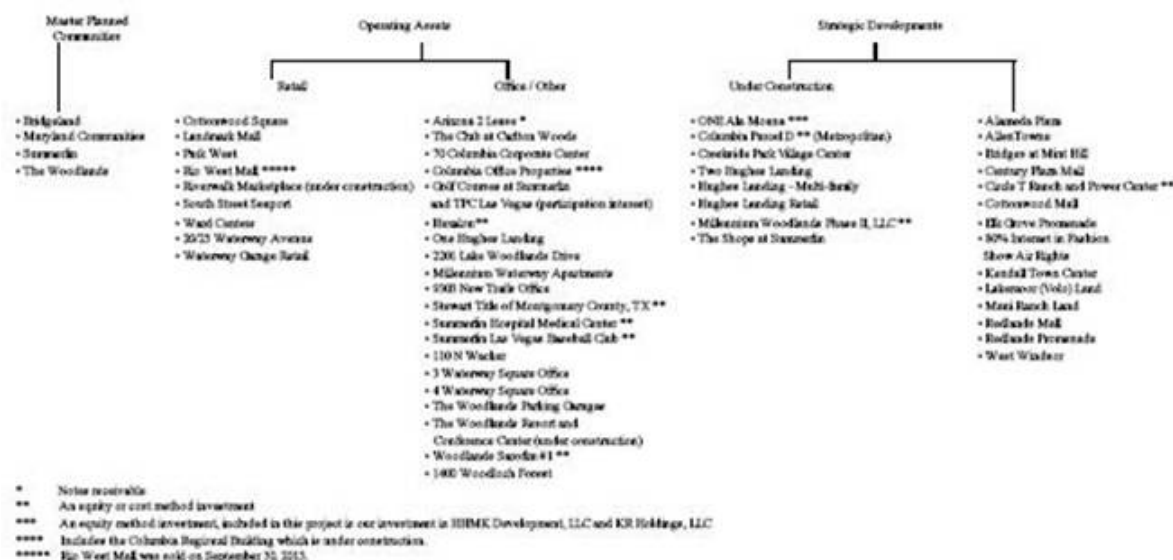 Master Planned
Communities
Operating Assets
Strategic Developments
Retail
Office / Other
Under Construction
• Bridgeland
• Maryland Communities
• Summerlin
• The Woodlands
• Cottonwood Square
• Landmark Mall
• Park West
• Rio West Mall *****
• Riverwalk Marketplace (under construction)
• South Street Seaport
• Ward Centers
• 20/25 Waterway Avenue
• Waterway Garage Retail
• Arizona 2 Lease *
• The Club at Carlton Woods
• 70 Columbia Corporate Center
• Columbia Office Properties ****
• Golf Courses at Summerlin
and TPC Las Vegas (participation interest)
• Hexalon**
• One Hughes Landing
• 2201 Lake Woodlands Drive
• Millennium Waterway Apartments
• 9303 New Trails Office
• Stewart Title of Montgomery County, TX **
• Summerlin Hospital Medical Center **
• Summerlin Las Vegas Baseball Club **
• 110 N Wacker
• 3 Waterway Square Office
• 4 Waterway Square Office
• The Woodlands Parking Garages
• The Woodlands Resort and
Conference Center (under construction)
• Woodlands Sarofim #1 **
• 1400 Woodloch Forest
• ONE Ala Moana ***
• Columbia Parcel D ** (Metropolitan)
• Creekside Park Village Center
• Two Hughes Landing
• Hughes Landing - Multi-family
• Hughes Landing Retail
• Millennium Woodlands Phase II, LLC **
• The Shops at Summerlin
• Alameda Plaza
• Allen Towne
• Bridges at Mint Hill
• Century Plaza Mall
• Circle T Ranch and Power Center **
• Cottonwood Mall
• Elk Grove Promenade
• 80% Interest in Fashion
Show Air Rights
• Kendall Town Center
• Lakemoor (Volo) Land
• Maui Ranch Land
• Redlands Mall
• Redlands Promenade
• West Windsor
* Notes receivable
** An equity or cost method investment
*** An equity method investment, included in this project is our investment in HHMK Development, LLC and KR Holdings, LLC
**** Includes the Columbia Regional Building which is under construction.
***** Rio West Mall was sold on September 30, 2013.